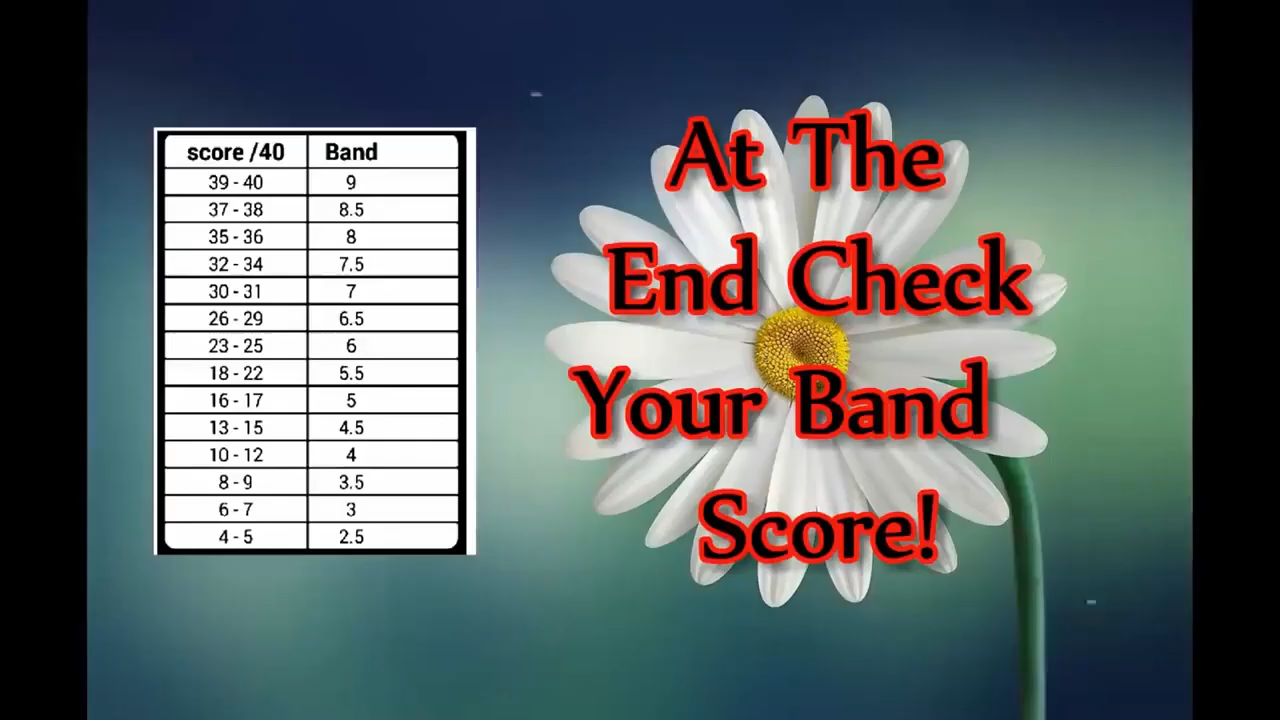 score /40 Band
39 - 40 9
37 - 38 8.5
35 - 36 8
32 - 34 7.5
30 - 31 7
26 - 29 6.5
23 - 25 6
18 - 22 5.5
16 - 17 5
13 - 15 4.5
10 - 12 4
8 - 9 3.5
6 - 7 3
4 - 5 2.5
At The
End Check
Your Band
Score!